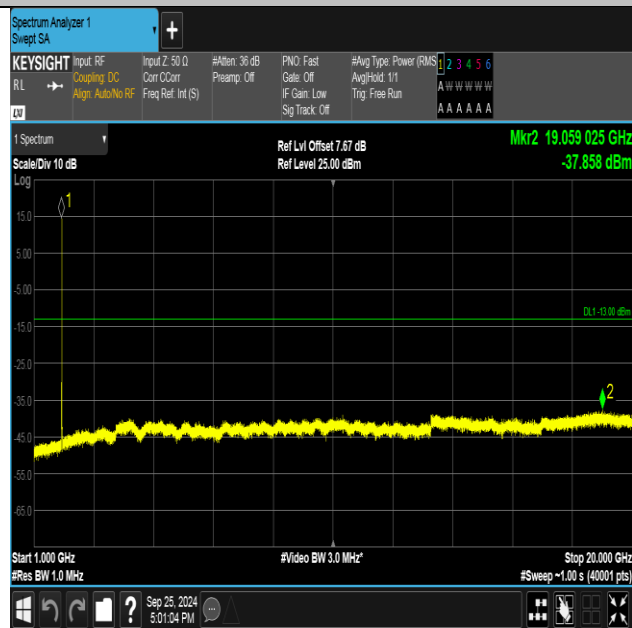 Spectrum Analyzer 1
Swept SA
+
KEYSIGHT
RL
LXI
Input: RF
Coupling: DC
Align: Auto/No RF
Input Z: 50 Ω
Corr CCorr
Freq Ref: Int (S)
#Atten: 36 dB
Preamp: Off
PNO: Fast
Gate: Off
IF Gain: Low
Sig Track: Off
#Avg Type: Power (RMS
Avg|Hold: 1/1
Trig: Free Run
1 2 3 4 5 6
A W W W W W
A A A A A A
1 Spectrum
Scale/Div 10 dB
Log
Ref Lvl Offset 7.67 dB
Ref Level 25.00 dBm
Mkr2 19.059 025 GHz
-37.858 dBm
1
15.0
5.00
-5.00
DL1 -13.00 dBm
-15.0
-25.0
-35.0
2
-45.0
-55.0
-65.0
Start 1.000 GHz
#Video BW 3.0 MHz*
Stop 20.000 GHz
#Res BW 1.0 MHz
#Sweep ~1.00 s (40001 pts)
?
Sep 25, 2024
5:01:04 PM